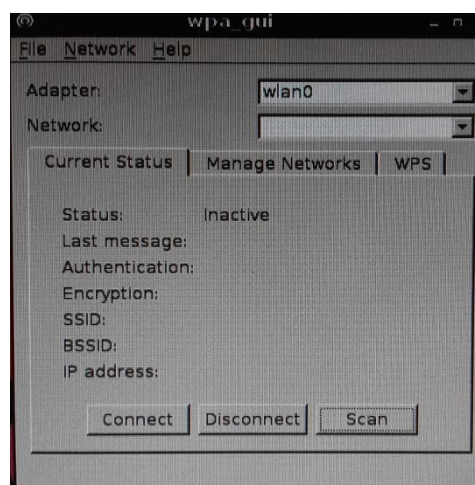 wpa_gui
File Network Help
Adapter: wlan0
Network:
Current Status Manage Networks WPS
Status: Inactive
Last message:
Authentication:
Encryption:
SSID:
BSSID:
IP address:
Connect Disconnect Scan